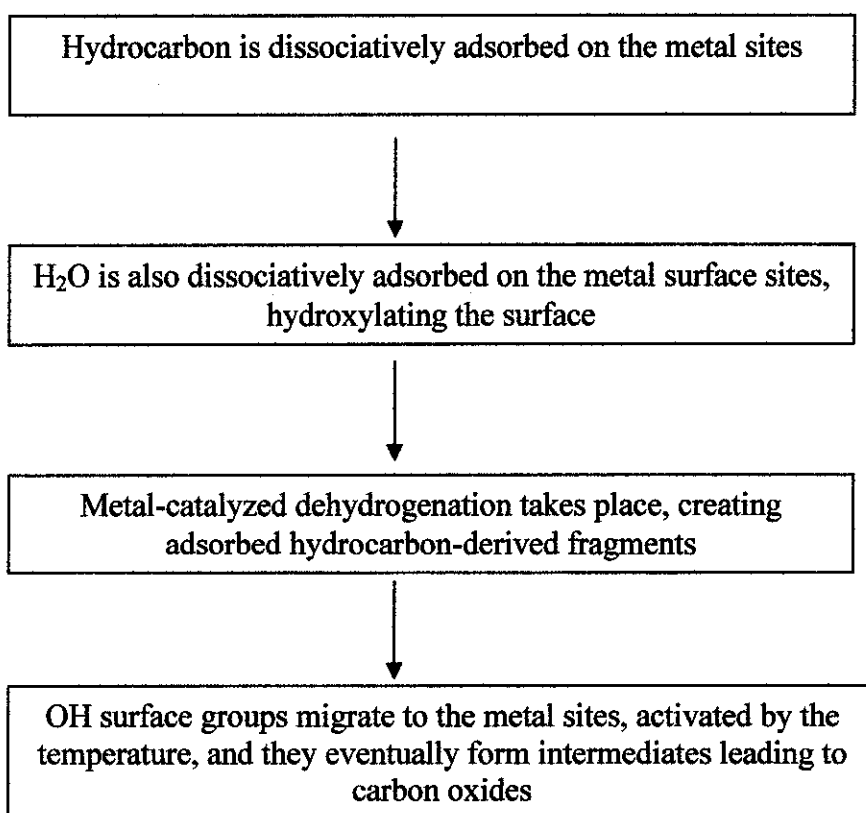 Hydrocarbon is dissociatively adsorbed on the metal sites
H₂O is also dissociatively adsorbed on the metal surface sites,
hydroxylating the surface
Metal-catalyzed dehydrogenation takes place, creating
adsorbed hydrocarbon-derived fragments
OH surface groups migrate to the metal sites, activated by the
temperature, and they eventually form intermediates leading to
carbon oxides